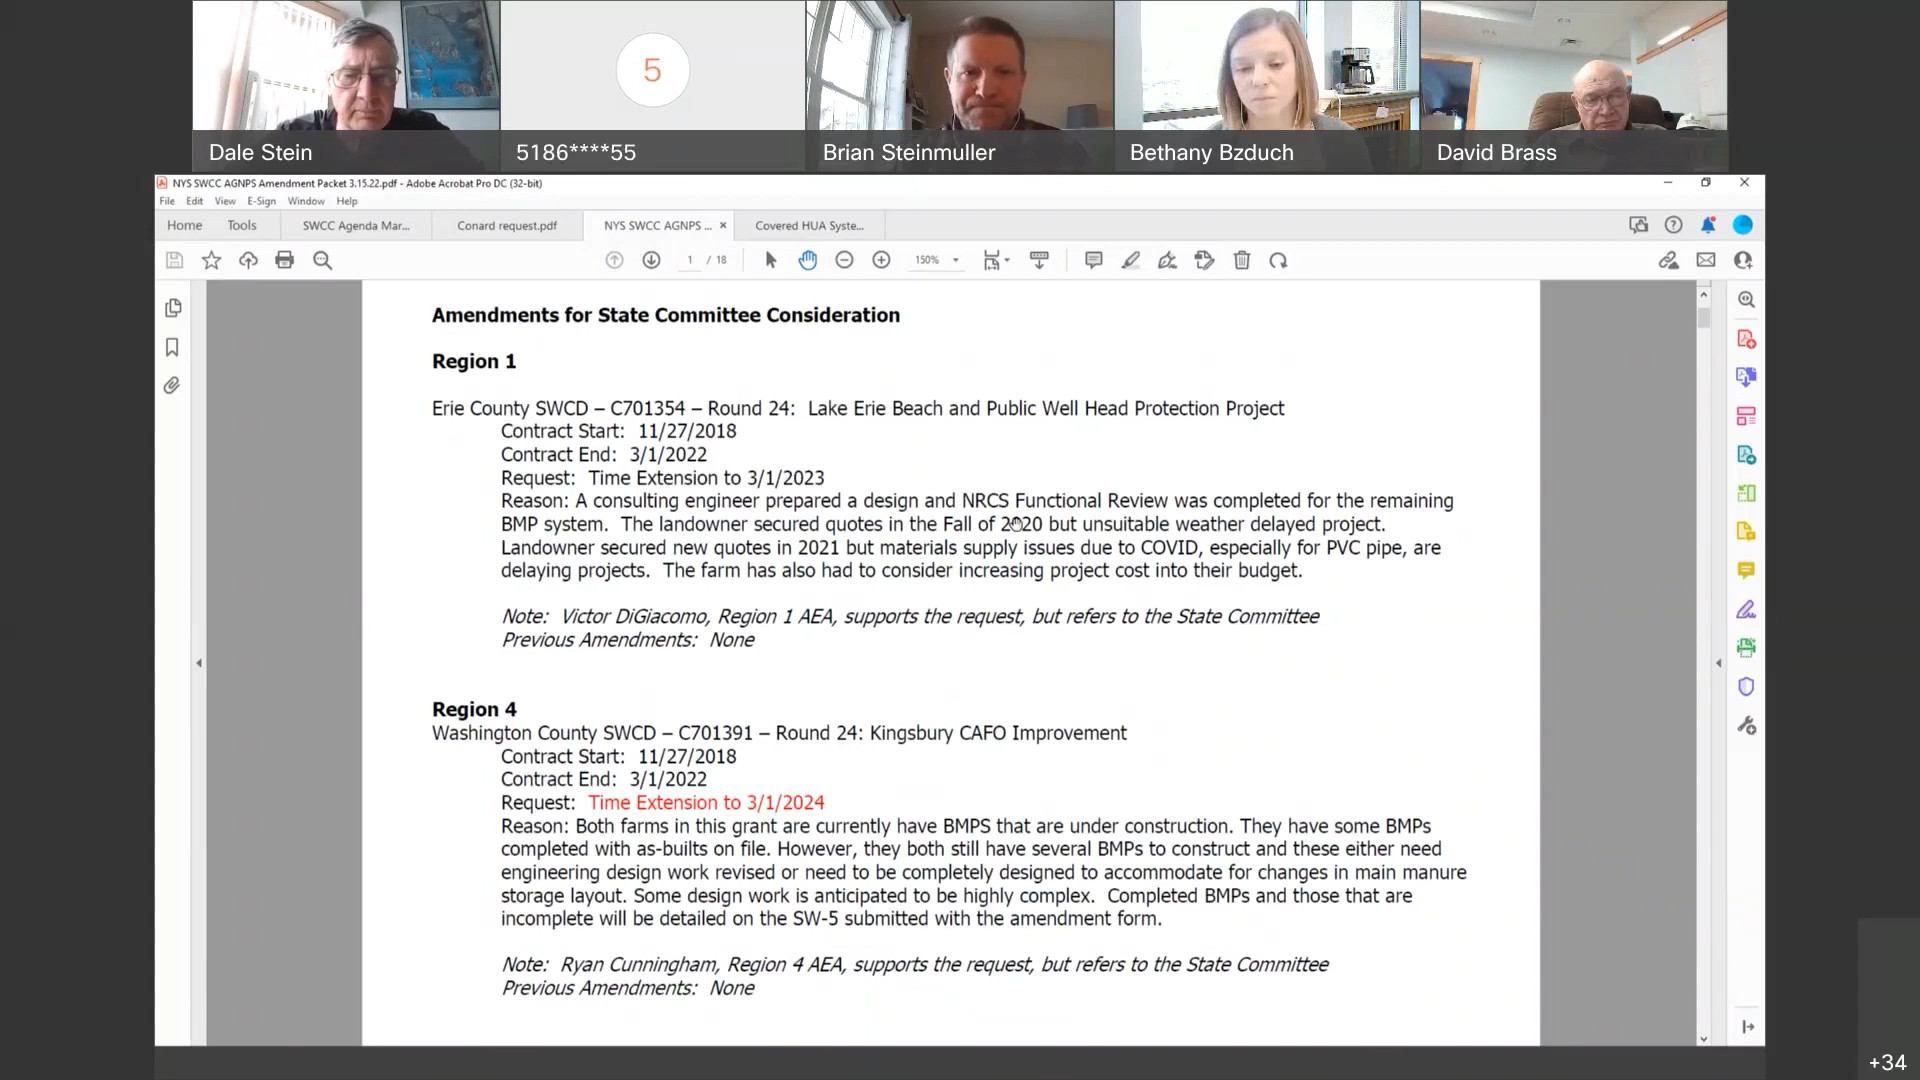 5
Dale Stein
5186****55
Brian Steinmuller
Bethany Bzduch
David Brass
NYS SWCC AGNPS Amendment Packet 3.15.22.pdf - Adobe Acrobat Pro DC (32-bit)
File Edit View E-Sign Window Help
Home Tools SWCC Agenda Mar... Conard request.pdf NYS SWCC AGNPS ... × Covered HUA Syste...
1 / 18 150%
Amendments for State Committee Consideration
Region 1
Erie County SWCD – C701354 – Round 24: Lake Erie Beach and Public Well Head Protection Project
Contract Start: 11/27/2018
Contract End: 3/1/2022
Request: Time Extension to 3/1/2023
Reason: A consulting engineer prepared a design and NRCS Functional Review was completed for the remaining
BMP system. The landowner secured quotes in the Fall of 2020 but unsuitable weather delayed project.
Landowner secured new quotes in 2021 but materials supply issues due to COVID, especially for PVC pipe, are
delaying projects. The farm has also had to consider increasing project cost into their budget.
Note: Victor DiGiacomo, Region 1 AEA, supports the request, but refers to the State Committee
Previous Amendments: None
Region 4
Washington County SWCD – C701391 – Round 24: Kingsbury CAFO Improvement
Contract Start: 11/27/2018
Contract End: 3/1/2022
Request: Time Extension to 3/1/2024
Reason: Both farms in this grant are currently have BMPS that are under construction. They have some BMPs
completed with as-builts on file. However, they both still have several BMPs to construct and these either need
engineering design work revised or need to be completely designed to accommodate for changes in main manure
storage layout. Some design work is anticipated to be highly complex. Completed BMPs and those that are
incomplete will be detailed on the SW-5 submitted with the amendment form.
Note: Ryan Cunningham, Region 4 AEA, supports the request, but refers to the State Committee
Previous Amendments: None
+34